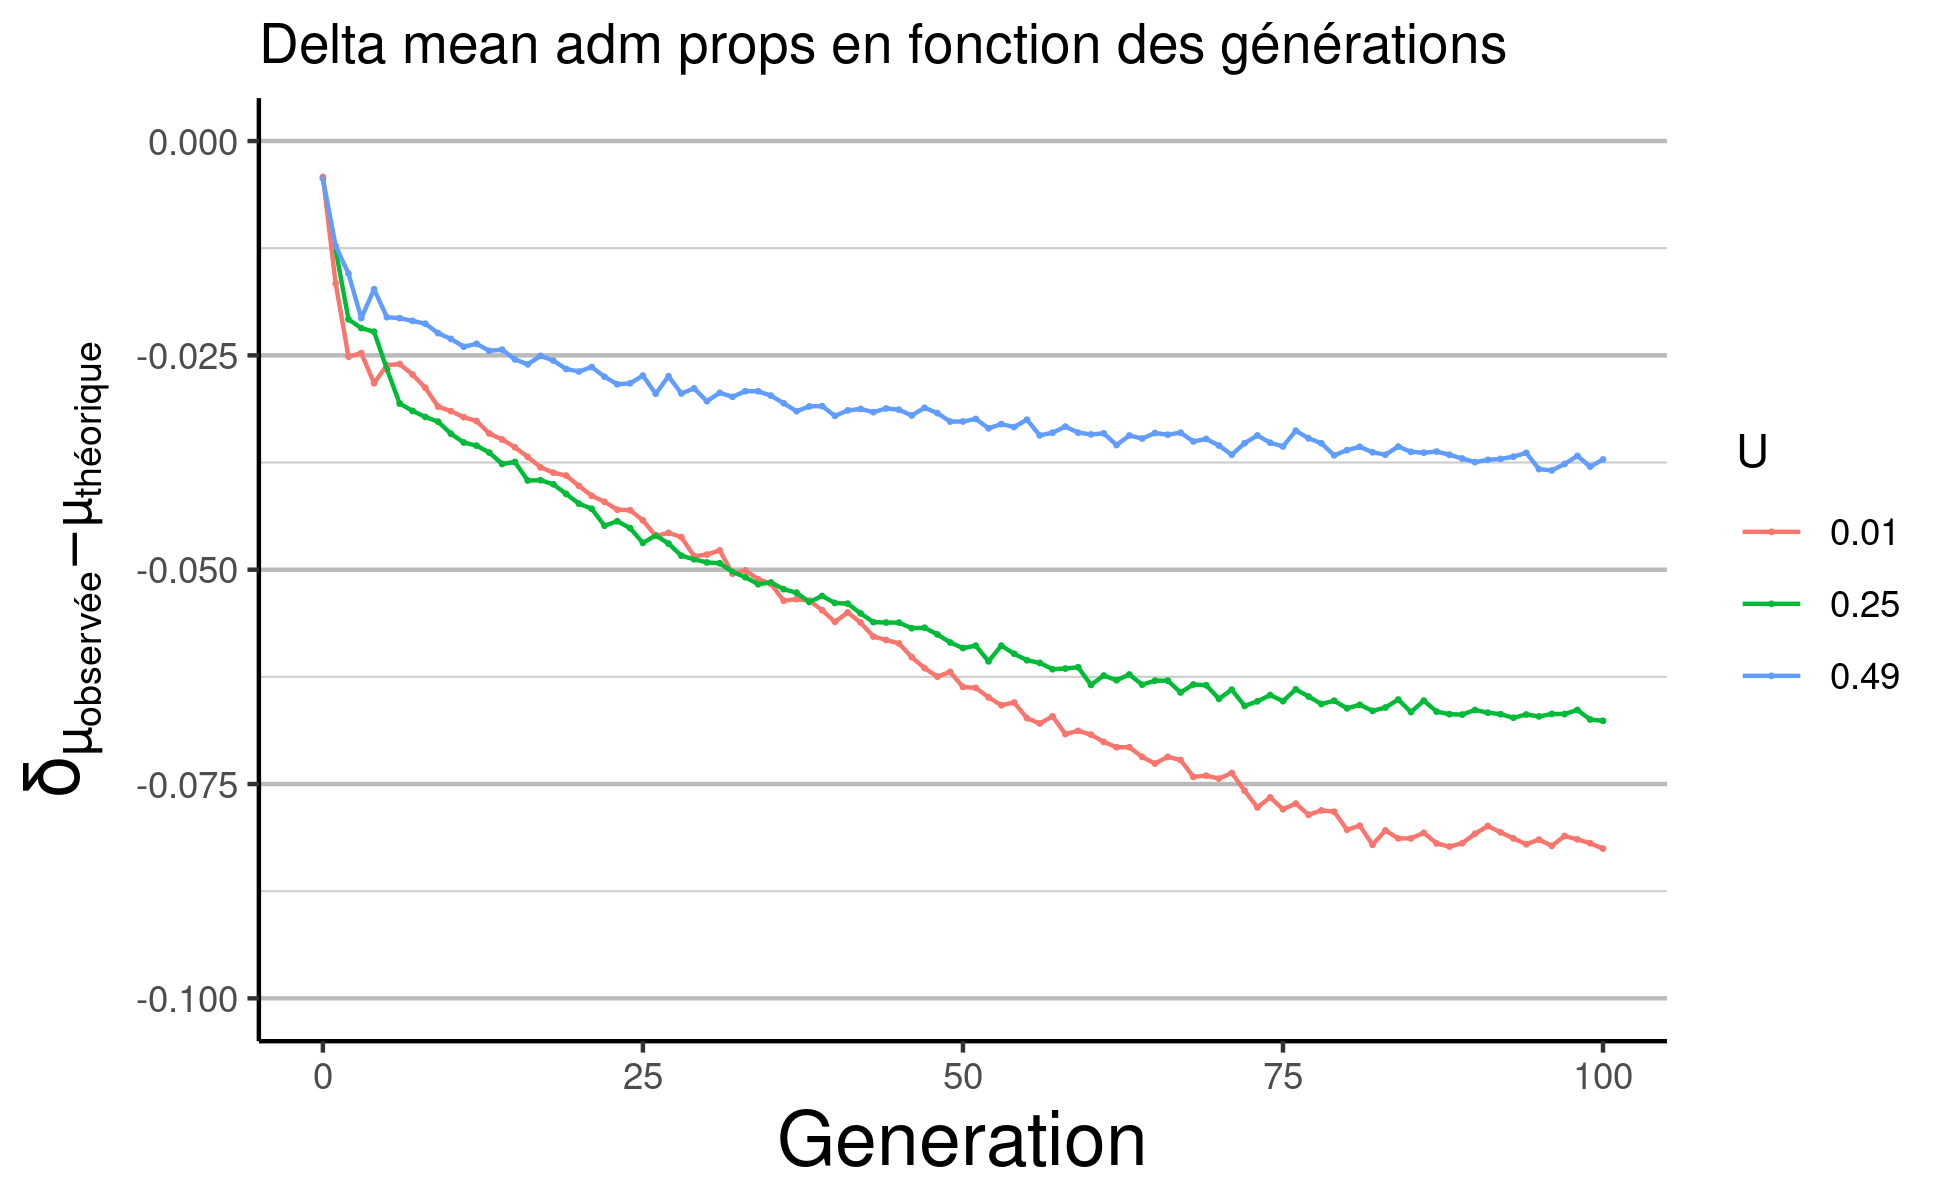 Delta mean adm props en fonction des générations
δμobservée−μthéorique
0.000
-0.025
-0.050
-0.075
-0.100
0 25 50 75 100
Generation
U
0.01
0.25
0.49